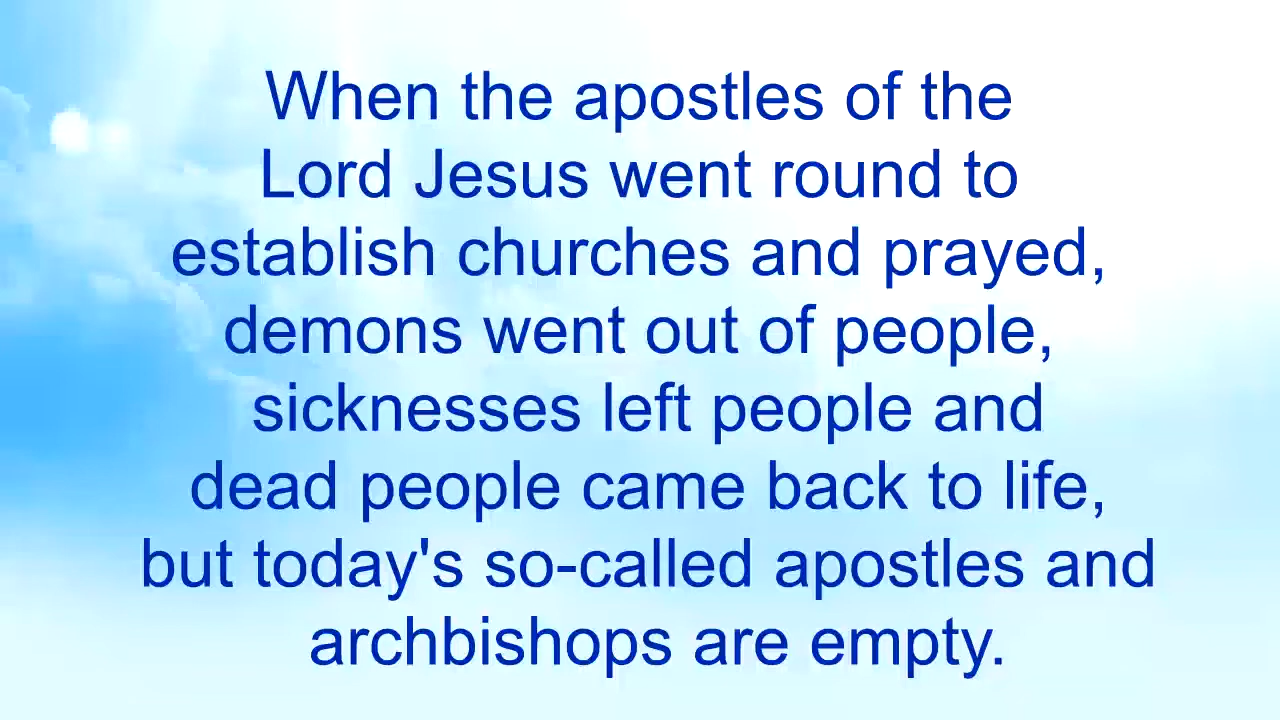 When the apostles of the
Lord Jesus went round to
establish churches and prayed,
demons went out of people,
sicknesses left people and
dead people came back to life,
but today's so-called apostles and
archbishops are empty.